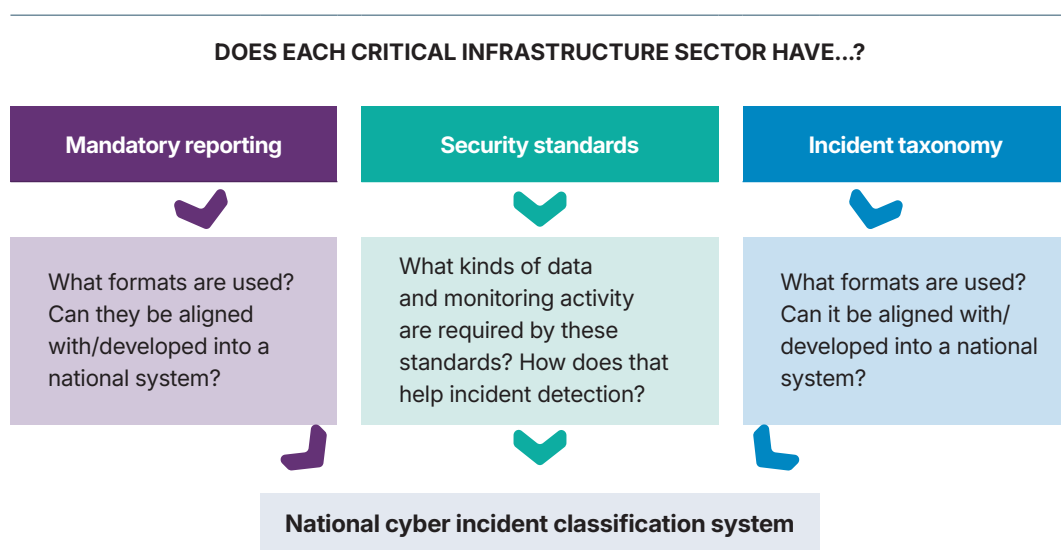 DOES EACH CRITICAL INFRASTRUCTURE SECTOR HAVE...?
Mandatory reporting
What formats are used?
Can they be aligned
with/developed into a
national system?
Security standards
What kinds of data
and monitoring activity
are required by these
standards? How does that
help incident detection?
Incident taxonomy
What formats are used?
Can it be aligned with/
developed into a national
system?
National cyber incident classification system